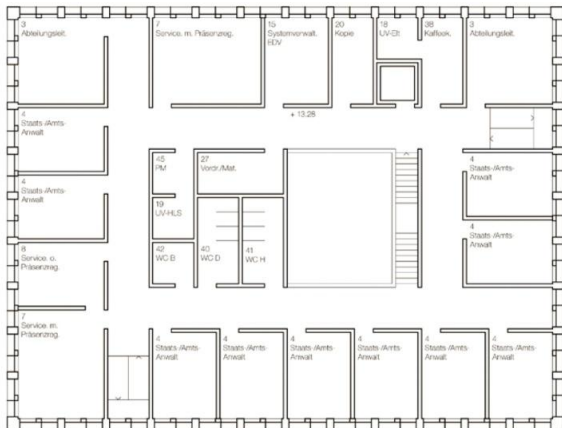 3
Abteilungsleit.
7
Service. m. Präsenzreg.
15
Systemverwalt.
EDV
20
Kopie
18
UV-Elt
38
Kaffeek.
3
Abteilungsleit.
+ 13.28
4
Staats-/Amts-
Anwalt
45
PM
27
Vordr./Mat.
4
Staats-/Amts-
Anwalt
4
Staats-/Amts-
Anwalt
19
UV-HLS
4
Staats-/Amts-
Anwalt
8
Service. o.
Präsenzreg.
42
WC-B
40
WC-D
41
WC H
7
Service. m.
Präsenzreg.
4
Staats-/Amts-
Anwalt
4
Staats-/Amts-
Anwalt
4
Staats-/Amts-
Anwalt
4
Staats-/Amts-
Anwalt
4
Staats-/Amts-
Anwalt
4
Staats-/Amts-
Anwalt